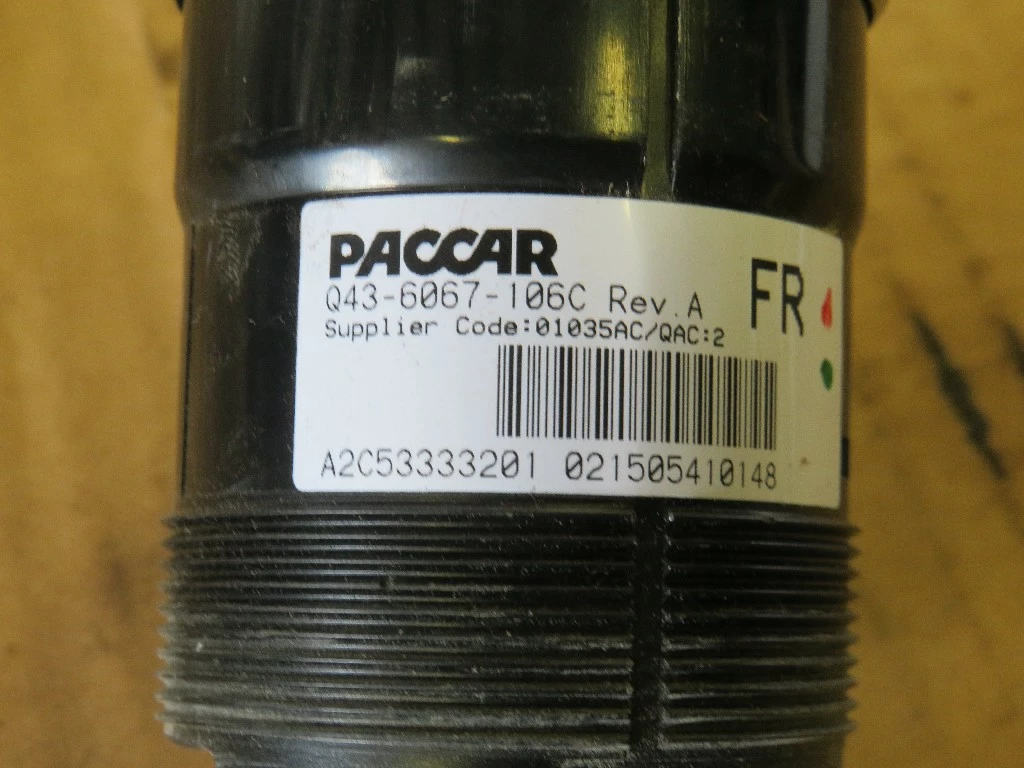 PACCAR
Q43-6067-106C Rev.A
FR
Supplier Code:01035AC/QAC:2
A2C53333201 021505410148